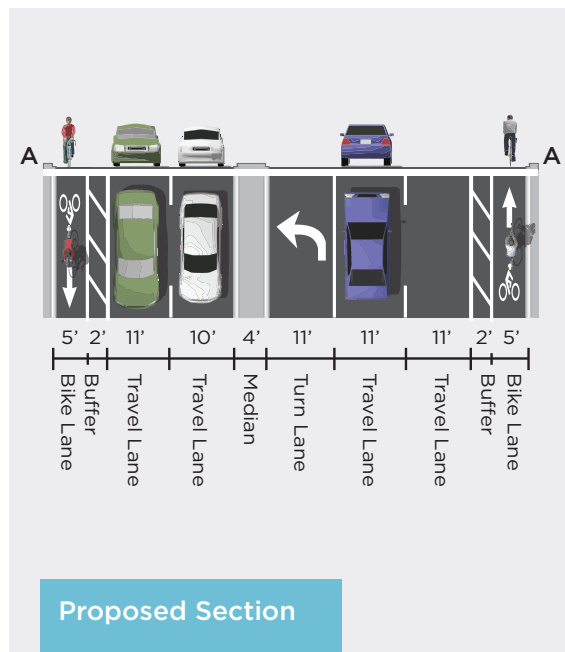 A A
5’ 2’ 11’ 10’ 4’ 11’ 11’ 11’ 2’ 5’
Bike Lane
Buffer
Travel Lane
Travel Lane
Median
Turn Lane
Travel Lane
Travel Lane
Buffer
Bike Lane
Proposed Section